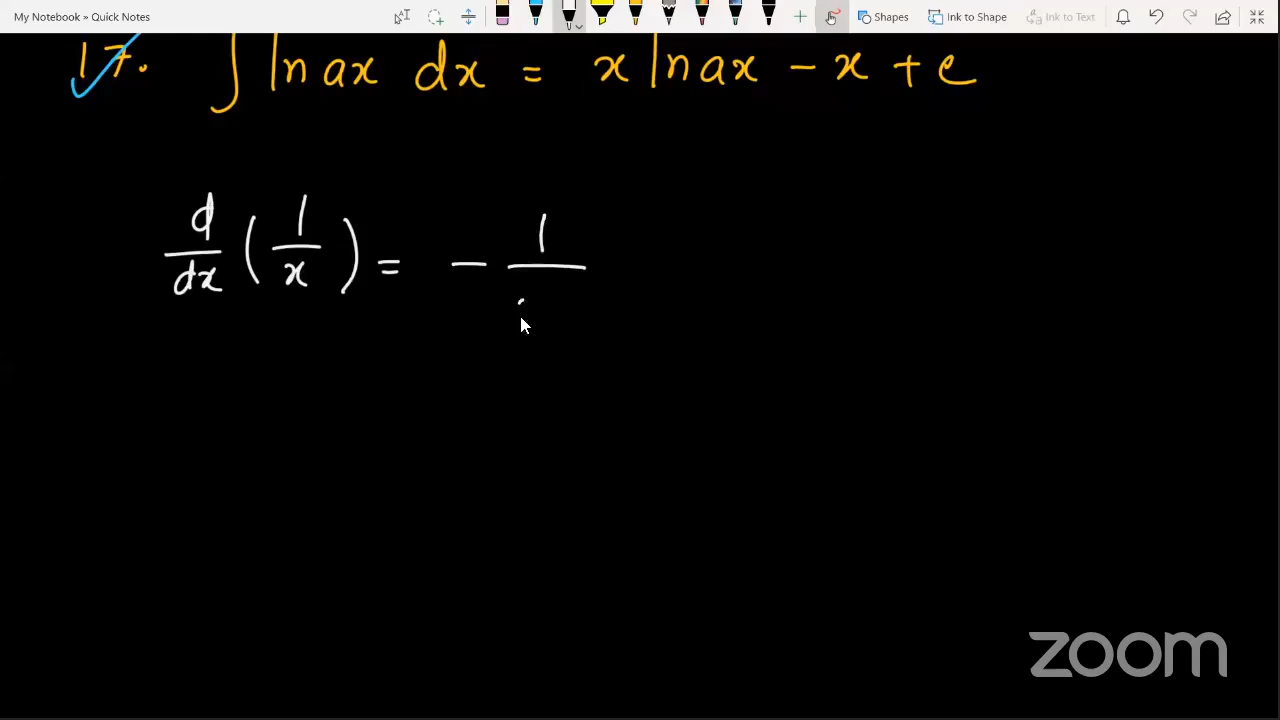 My Notebook » Quick Notes
Shapes
Ink to Shape
Ink to Text
17. ∫ ln ax dx = x ln ax - x + c
d/dx (1/x) = - 1/
zoom